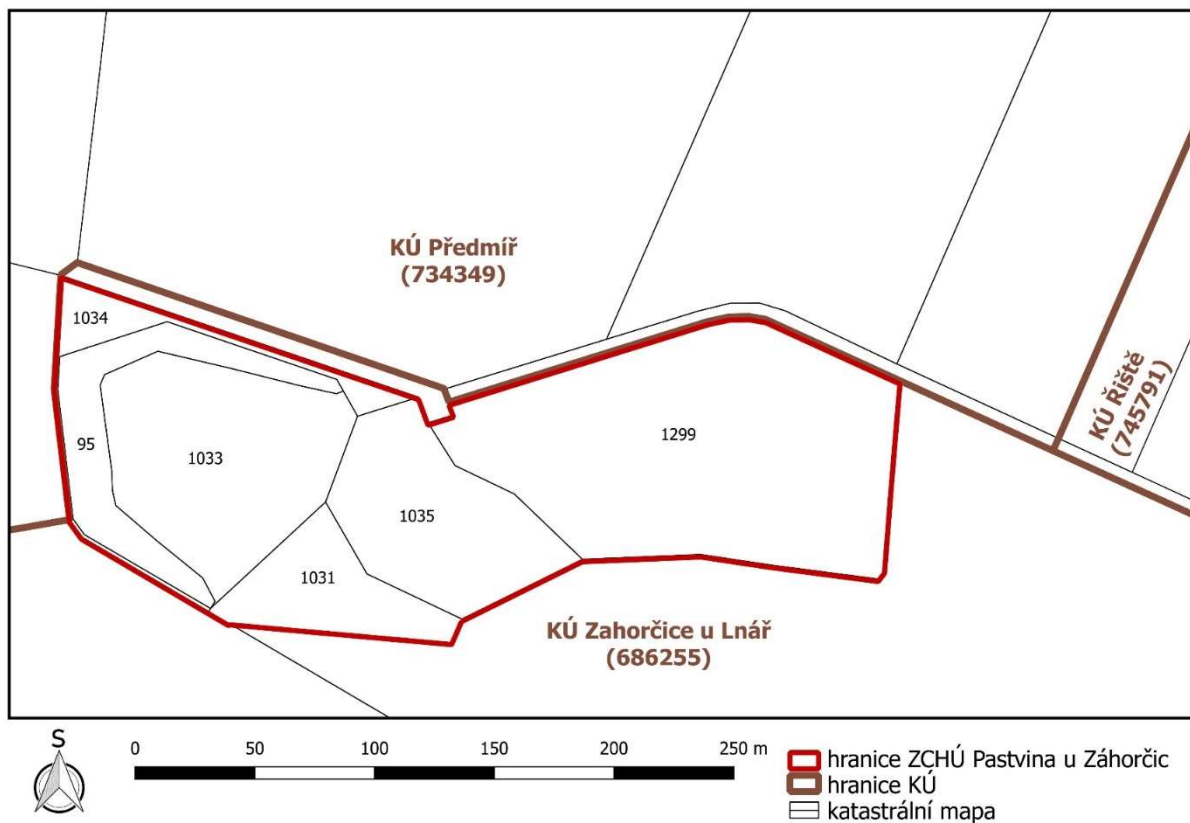 KÚ Předmíř
(734349)
1034
KÚ Řiště
(745791)
1299
95
1033
1035
1031
KÚ Zahorčice u Lnář
(686255)
S
0 50 100 150 200 250 m
hranice ZCHÚ Pastvina u Záhorčic
hranice KÚ
katastrální mapa